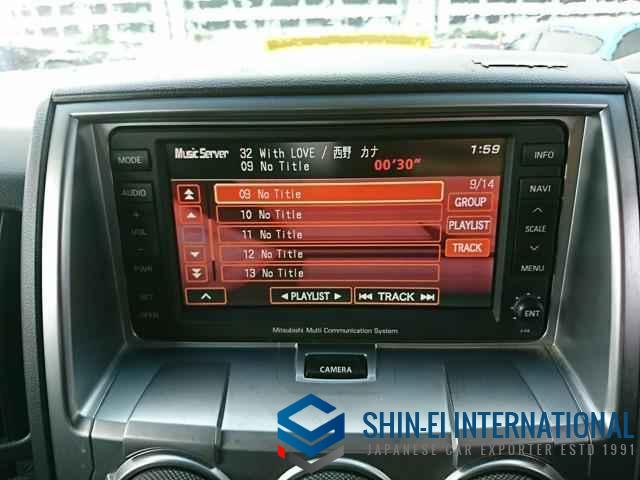 Music Server
32 With LOVE / 西野 カナ
1:59
09 No Title
00'30"
9/14
09 No Title
10 No Title
11 No Title
12 No Title
13 No Title
GROUP
PLAYLIST
TRACK
PLAYLIST
TRACK
MODE
AUDIO
+
VOL
-
PWR
SET
OPEN
INFO
NAVI
SCALE
MENU
ENT
Mitsubishi Multi Communication System
CAMERA
SHIN-EI INTERNATIONAL
JAPANESE CAR EXPORTER ESTD 1991